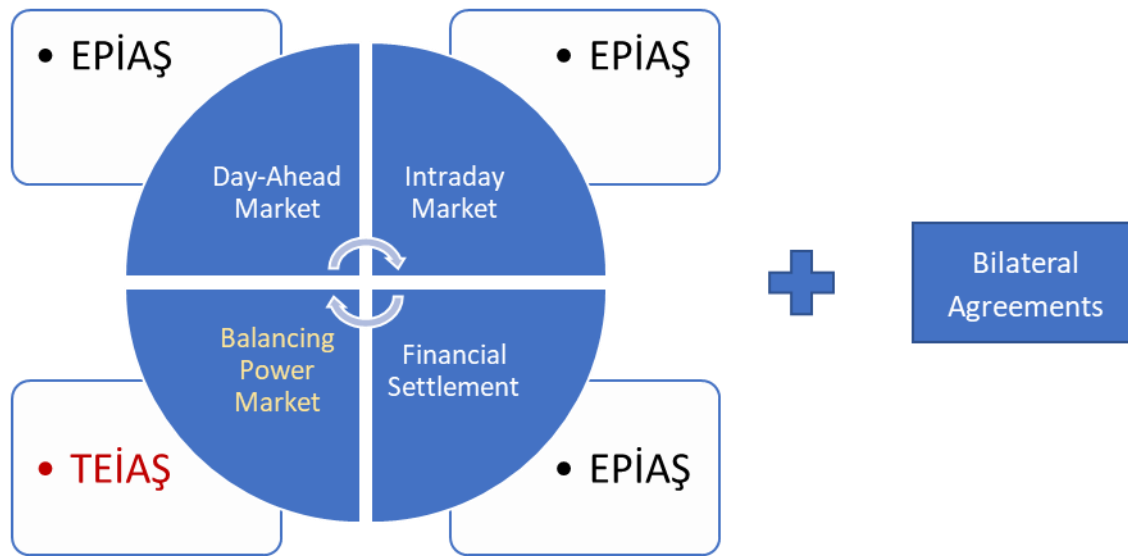 • EPİAŞ
• EPİAŞ
Day-Ahead
Market
Intraday
Market
Bilateral
Agreements
Balancing
Power
Market
Financial
Settlement
• TEİAŞ
• EPİAŞ